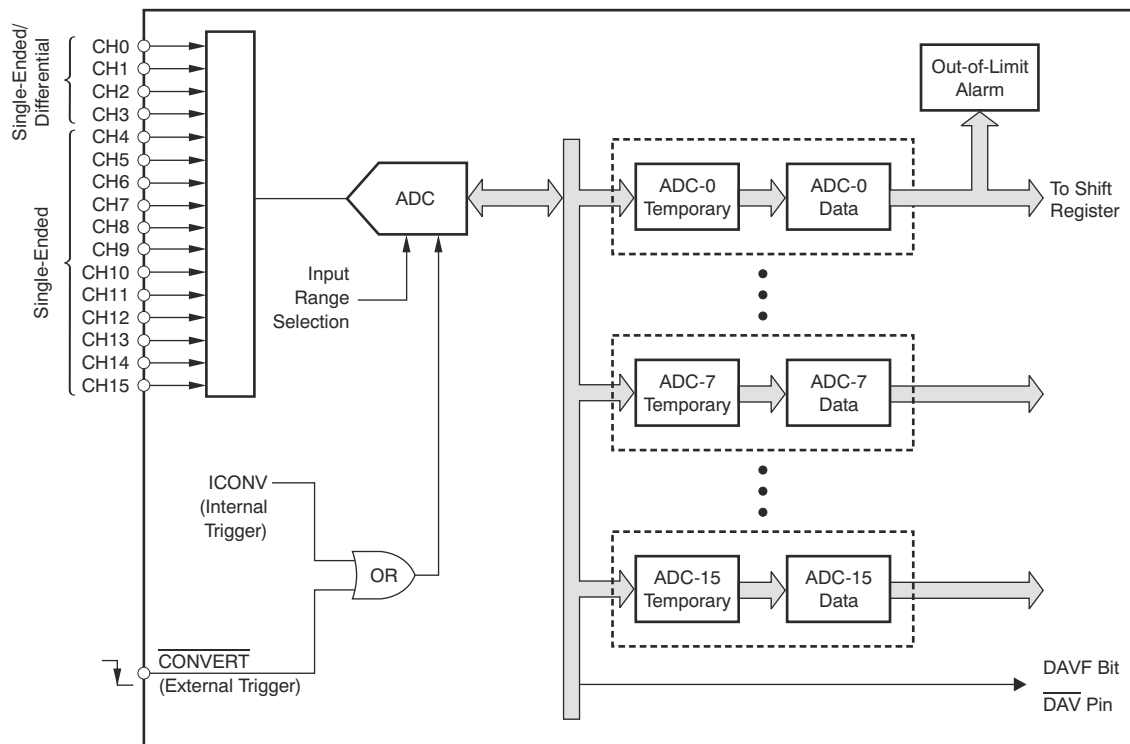 Single-Ended/
Differential
Single-Ended
CH0
CH1
CH2
CH3
CH4
CH5
CH6
CH7
CH8
CH9
CH10
CH11
CH12
CH13
CH14
CH15
ADC
Input
Range
Selection
ICONV
(Internal
Trigger)
OR
CONVERT
(External Trigger)
Out-of-Limit
Alarm
ADC-0
Temporary
ADC-0
Data
To Shift
Register
ADC-7
Temporary
ADC-7
Data
ADC-15
Temporary
ADC-15
Data
DAVF Bit
DAV Pin